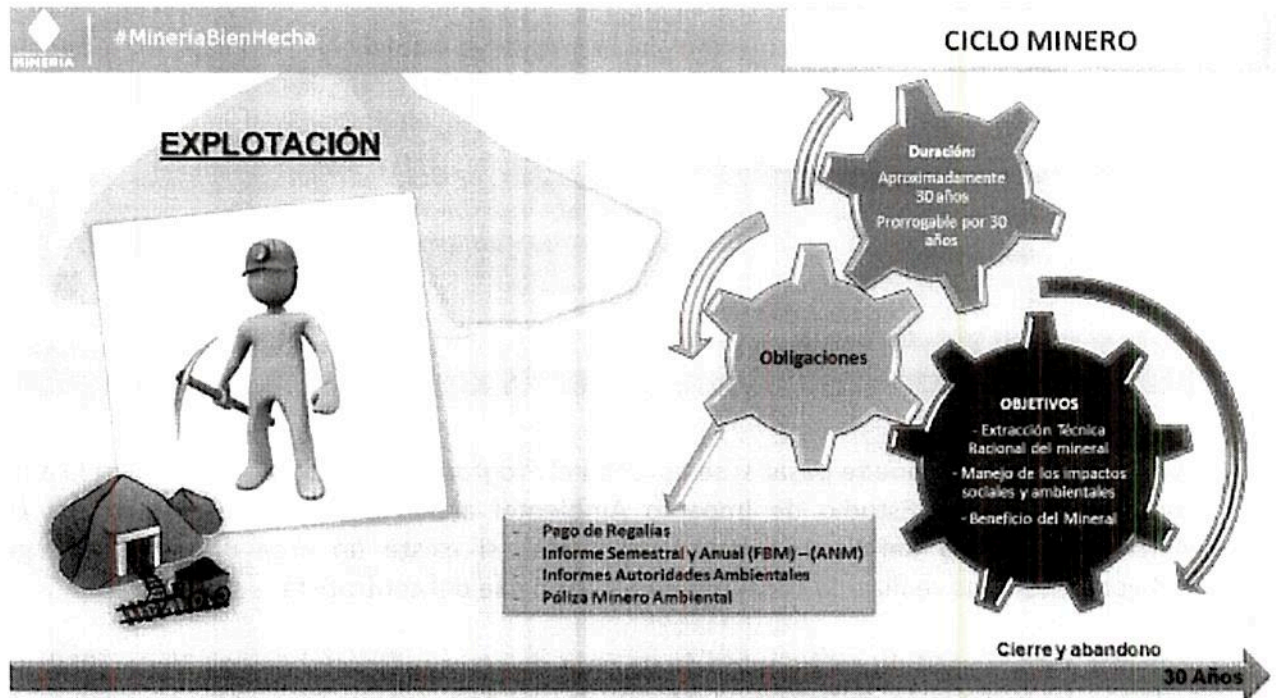 #MineríaBienHecha
MINERIA
CICLO MINERO
EXPLOTACIÓN
Duración:
Aproximadamente
30 años
Prorrogable por 30
años
Obligaciones
OBJETIVOS
- Extracción Técnica
Racional del mineral
- Manejo de los impactos
sociales y ambientales
- Beneficio del Mineral
- Pago de Regalías
- Informe Semestral y Anual (FBM) – (ANM)
Informes Autoridades Ambientales
Póliza Minero Ambiental
Cierre y abandono
30 Años